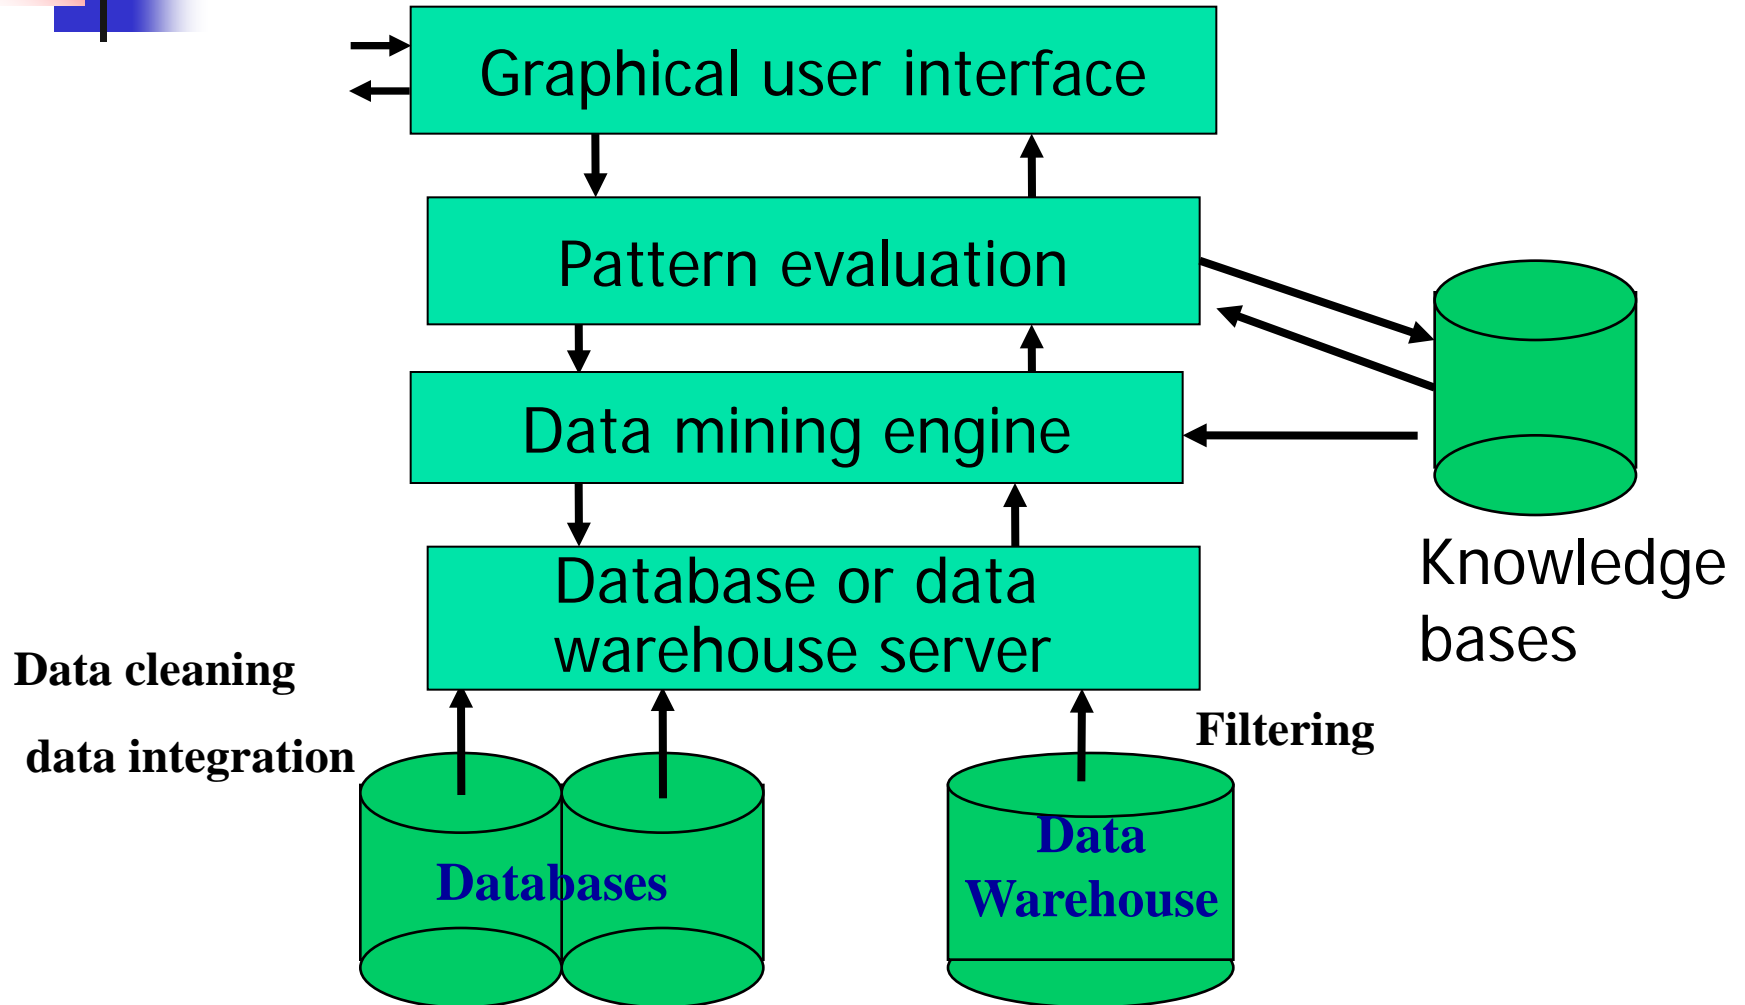 Graphical user interface
Pattern evaluation
Data mining engine
Database or data
warehouse server
Knowledge
bases
Data cleaning
data integration
Filtering
Databases
Data
Warehouse